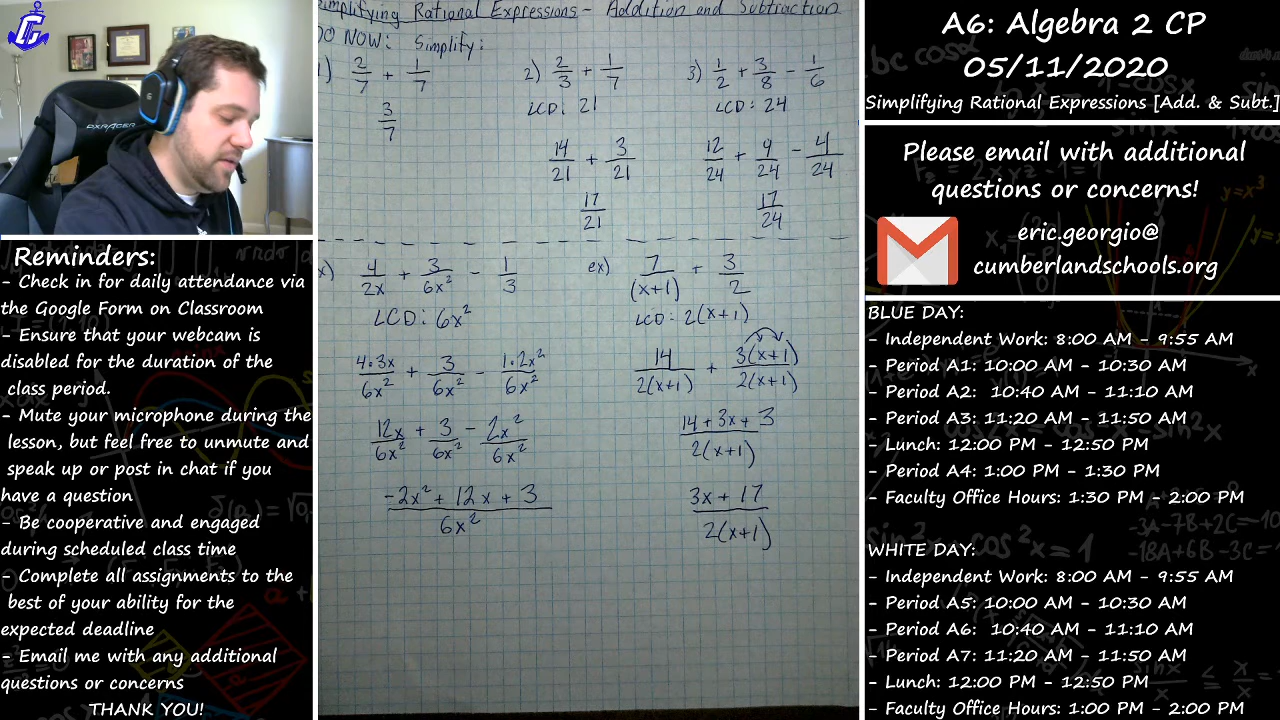 Simplifying Rational Expressions - Addition and Subtraction
DO NOW: Simplify:
1) 2/7 + 1/7
3/7
2) 2/3 + 1/7
LCD: 21
14/21 + 3/21
17/21
3) 1/2 + 3/8 - 1/6
LCD: 24
12/24 + 9/24 - 4/24
17/24
ex) 4/2x + 3/6x² - 1/3
LCD: 6x²
4·3x/6x² + 3/6x² - 1·2x²/6x²
12x/6x² + 3/6x² - 2x²/6x²
-2x² + 12x + 3/6x²
ex) 7/(x+1) + 3/2
LCD: 2(x+1)
14/2(x+1) + 3(x+1)/2(x+1)
14 + 3x + 3/2(x+1)
3x + 17/2(x+1)
DXRACER
Reminders:
- Check in for daily attendance via
the Google Form on Classroom
- Ensure that your webcam is
disabled for the duration of the
class period.
- Mute your microphone during the
lesson, but feel free to unmute and
speak up or post in chat if you
have a question
- Be cooperative and engaged
during scheduled class time
- Complete all assignments to the
best of your ability for the
expected deadline
- Email me with any additional
questions or concerns
THANK YOU!
A6: Algebra 2 CP
05/11/2020
Simplifying Rational Expressions [Add. & Subt.]
Please email with additional
questions or concerns!
eric.georgio@
cumberlandschools.org
BLUE DAY:
- Independent Work: 8:00 AM - 9:55 AM
- Period A1: 10:00 AM - 10:30 AM
- Period A2: 10:40 AM - 11:10 AM
- Period A3: 11:20 AM - 11:50 AM
- Lunch: 12:00 PM - 12:50 PM
- Period A4: 1:00 PM - 1:30 PM
- Faculty Office Hours: 1:30 PM - 2:00 PM
WHITE DAY:
- Independent Work: 8:00 AM - 9:55 AM
- Period A5: 10:00 AM - 10:30 AM
- Period A6: 10:40 AM - 11:10 AM
- Period A7: 11:20 AM - 11:50 AM
- Lunch: 12:00 PM - 12:50 PM
- Faculty Office Hours: 1:00 PM - 2:00 PM